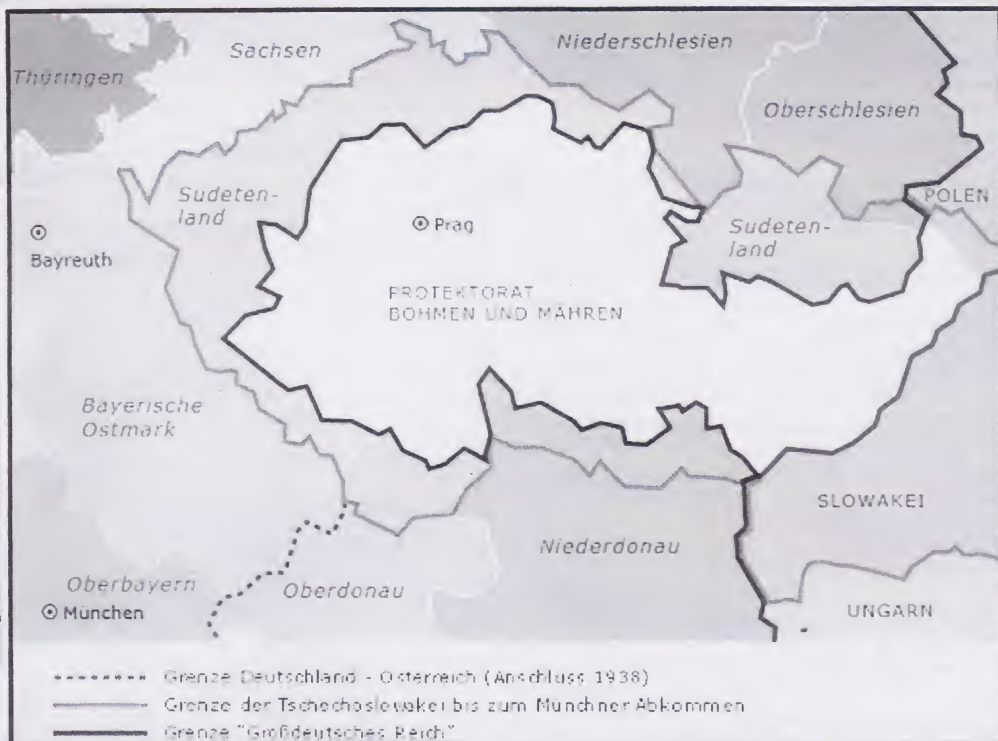 Sachsen
Niederschlesien
Thüringen
Oberschlesien
Sudeten-
land
POLEN
Prag
Sudeten-
land
Bayreuth
PROTEKTORAT
BÖHMEN UND MÄHREN
Bayerische
Ostmark
SLOWAKEI
Niederdonau
Oberbayern
Oberdonau
München
UNGARN
Grenze Deutschland - Österreich (Anschluss 1938)
Grenze der Tschechoslowakei bis zum Münchner Abkommen
Grenze "Großdeutsches Reich"